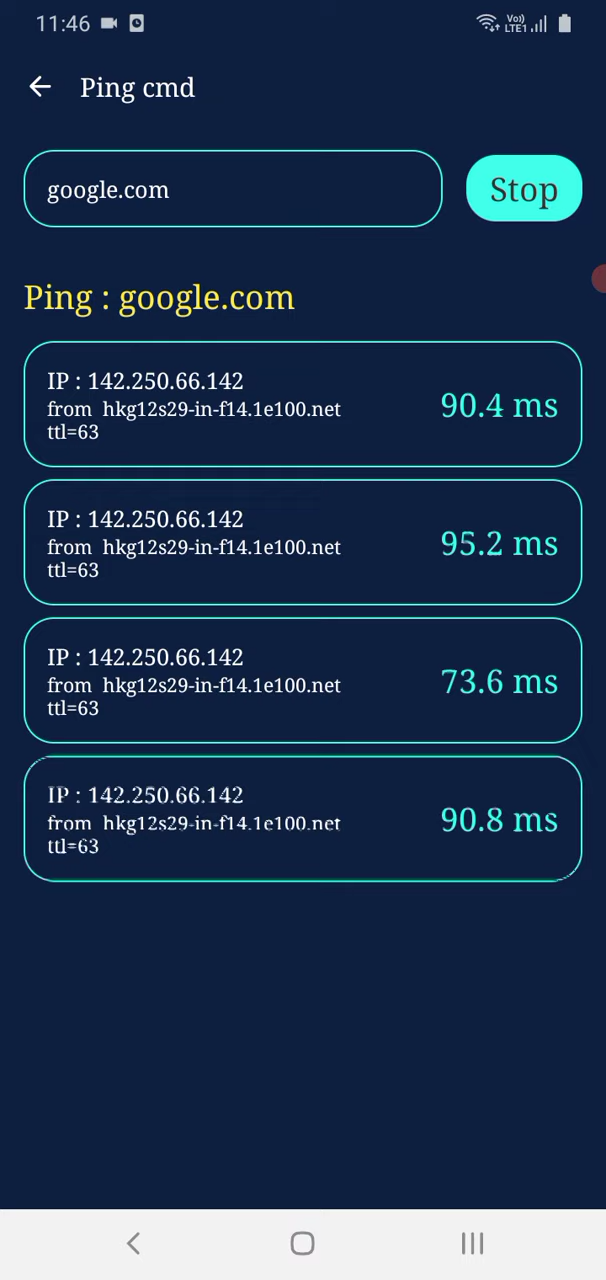 11:46
Vo)) LTE1
Ping cmd
google.com
Stop
Ping : google.com
IP : 142.250.66.142
from  hkg12s29-in-f14.1e100.net
ttl=63
90.4 ms
IP : 142.250.66.142
from  hkg12s29-in-f14.1e100.net
ttl=63
95.2 ms
IP : 142.250.66.142
from  hkg12s29-in-f14.1e100.net
ttl=63
73.6 ms
IP : 142.250.66.142
from  hkg12s29-in-f14.1e100.net
ttl=63
90.8 ms